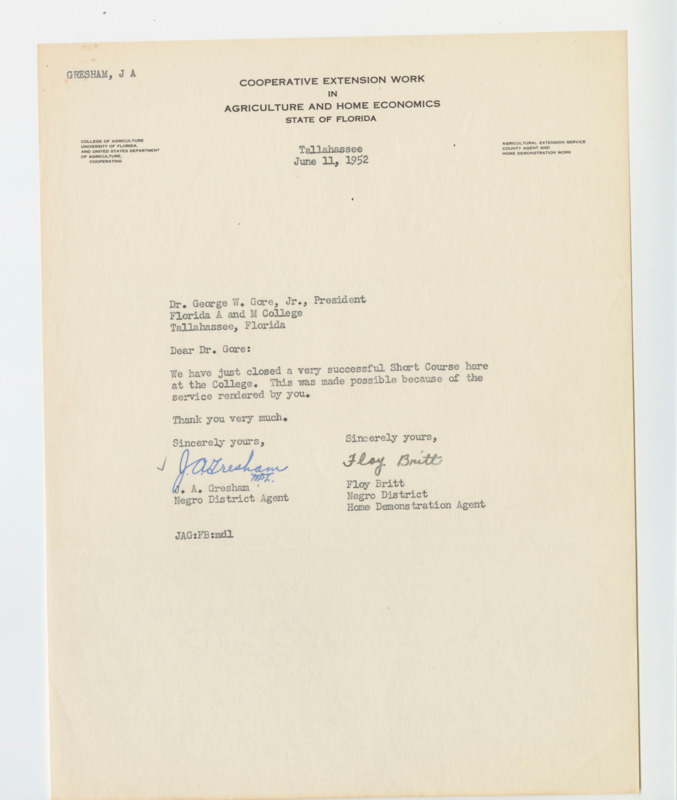 GRESHAM, J A
COOPERATIVE EXTENSION WORK
IN
AGRICULTURE AND HOME ECONOMICS
STATE OF FLORIDA
COLLEGE OF AGRICULTURE
UNIVERSITY OF FLORIDA
AND UNITED STATES DEPARTMENT
OF AGRICULTURE,
COOPERATING
AGRICULTURAL EXTENSION SERVICE
COUNTY AGENT AND
HOME DEMONSTRATION WORK
Tallahassee
June 11, 1952
Dr. George W. Gore, Jr., President
Florida A and M College
Tallahassee, Florida
Dear Dr. Gore:
We have just closed a very successful Short Course here
at the College. This was made possible because of the
service rendered by you.
Thank you very much.
Sincerely yours,
J. A. Gresham
J. A. Gresham
Negro District Agent
Sincerely yours,
Floy Britt
Floy Britt
Negro District
Home Demonstration Agent
JAG:FB:mdl